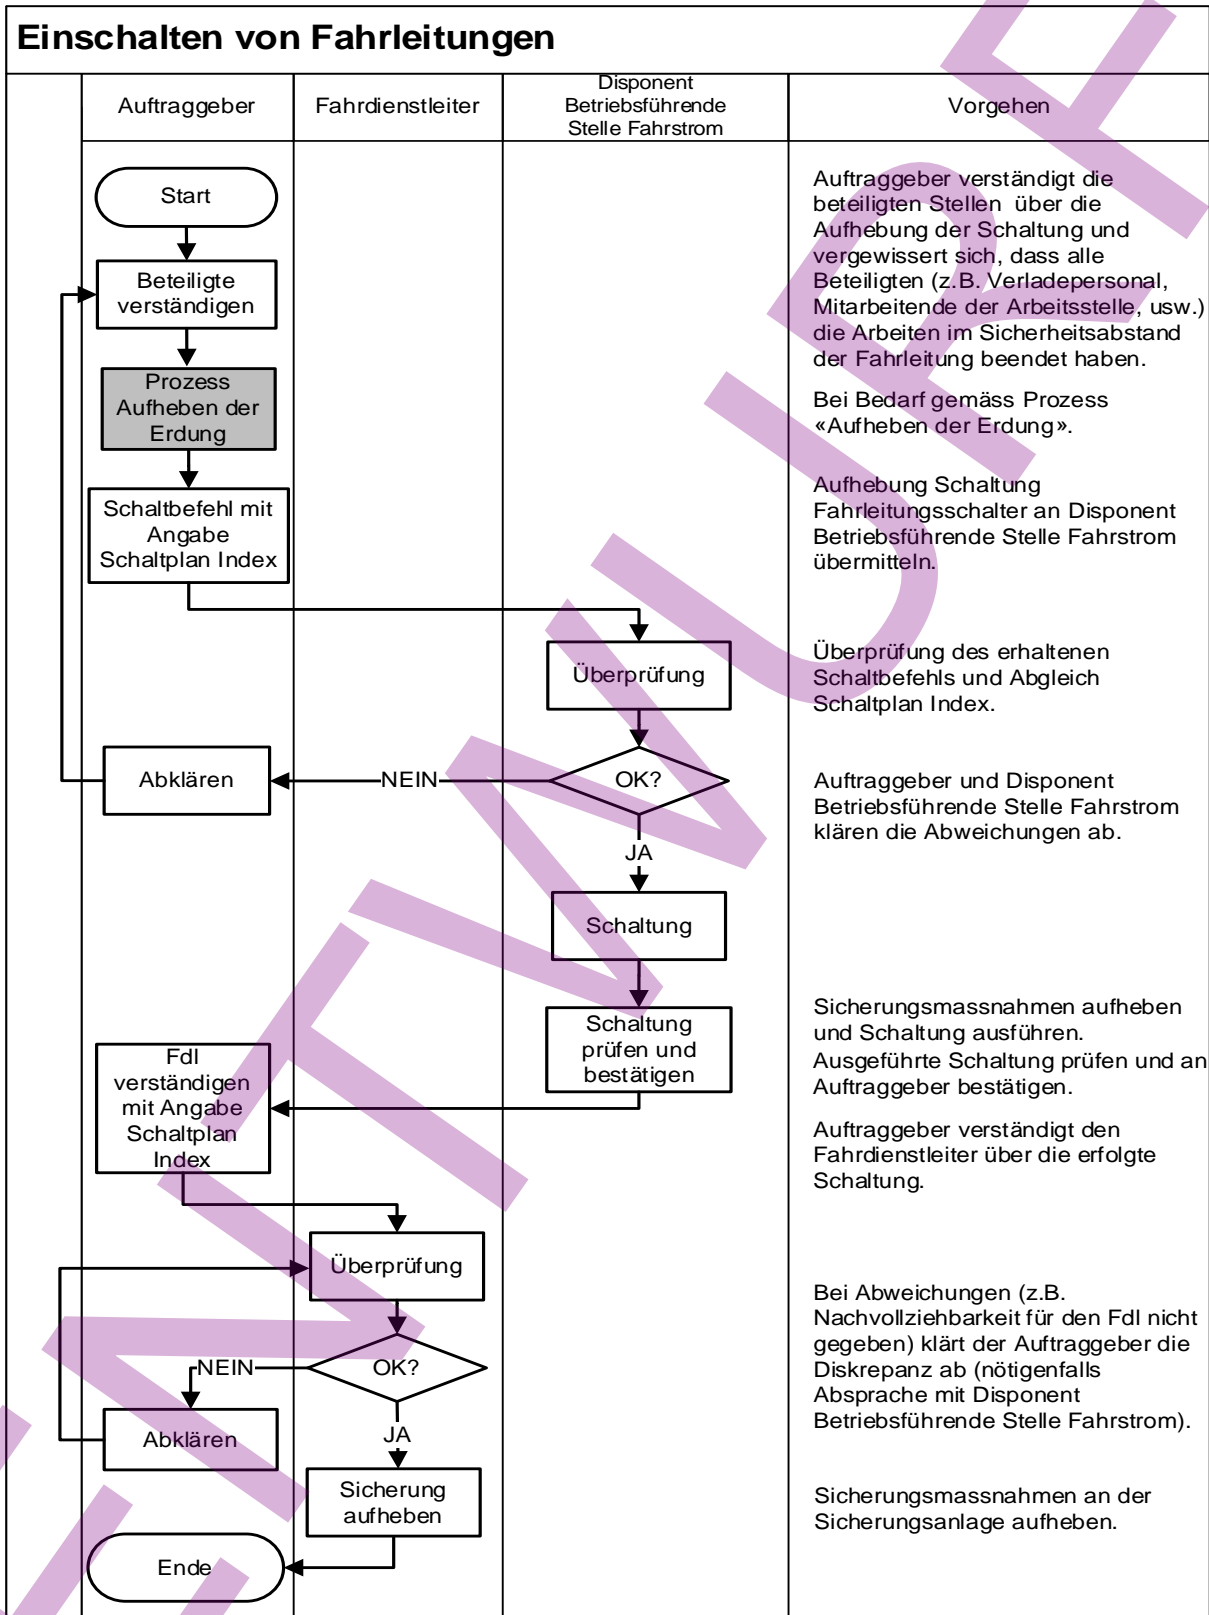 Einschalten von Fahrleitungen
Auftraggeber
Fahrdienstleiter
Disponent
Betriebsführende
Stelle Fahrstrom
Vorgehen
Start
Auftraggeber verständigt die
beteiligten Stellen über die
Aufhebung der Schaltung und
vergewissert sich, dass alle
Beteiligten (z.B. Verladepersonal,
Mitarbeitende der Arbeitsstelle, usw.)
die Arbeiten im Sicherheitsabstand
der Fahrleitung beendet haben.
Beteiligte
verständigen
Prozess
Aufheben der
Erdung
Bei Bedarf gemäss Prozess
«Aufheben der Erdung».
Schaltbefehl mit
Angabe
Schaltplan Index
Aufhebung Schaltung
Fahrleitungsschalter an Disponent
Betriebsführende Stelle Fahrstrom
übermitteln.
Überprüfung
Überprüfung des erhaltenen
Schaltbefehls und Abgleich
Schaltplan Index.
Abklären
NEIN
OK?
Auftraggeber und Disponent
Betriebsführende Stelle Fahrstrom
klären die Abweichungen ab.
JA
Schaltung
Schaltung
prüfen und
bestätigen
Sicherungsmassnahmen aufheben
und Schaltung ausführen.
Ausgeführte Schaltung prüfen und an
Auftraggeber bestätigen.
Fdl
verständigen
mit Angabe
Schaltplan
Index
Auftraggeber verständigt den
Fahrdienstleiter über die erfolgte
Schaltung.
Überprüfung
Bei Abweichungen (z.B.
Nachvollziehbarkeit für den Fdl nicht
gegeben) klärt der Auftraggeber die
Diskrepanz ab (nötigenfalls
Absprache mit Disponent
Betriebsführende Stelle Fahrstrom).
NEIN
OK?
Abklären
JA
Sicherung
aufheben
Sicherungsmassnahmen an der
Sicherungsanlage aufheben.
Ende
ENTWURF